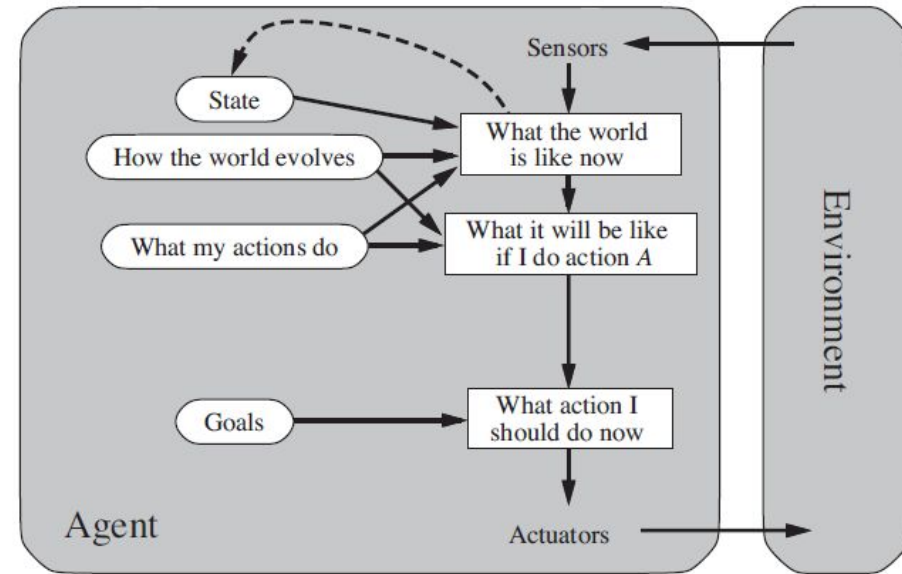 Sensors
State
What the world
is like now
How the world evolves
What my actions do
What it will be like
if I do action A
Goals
What action I
should do now
Agent
Actuators
Environment